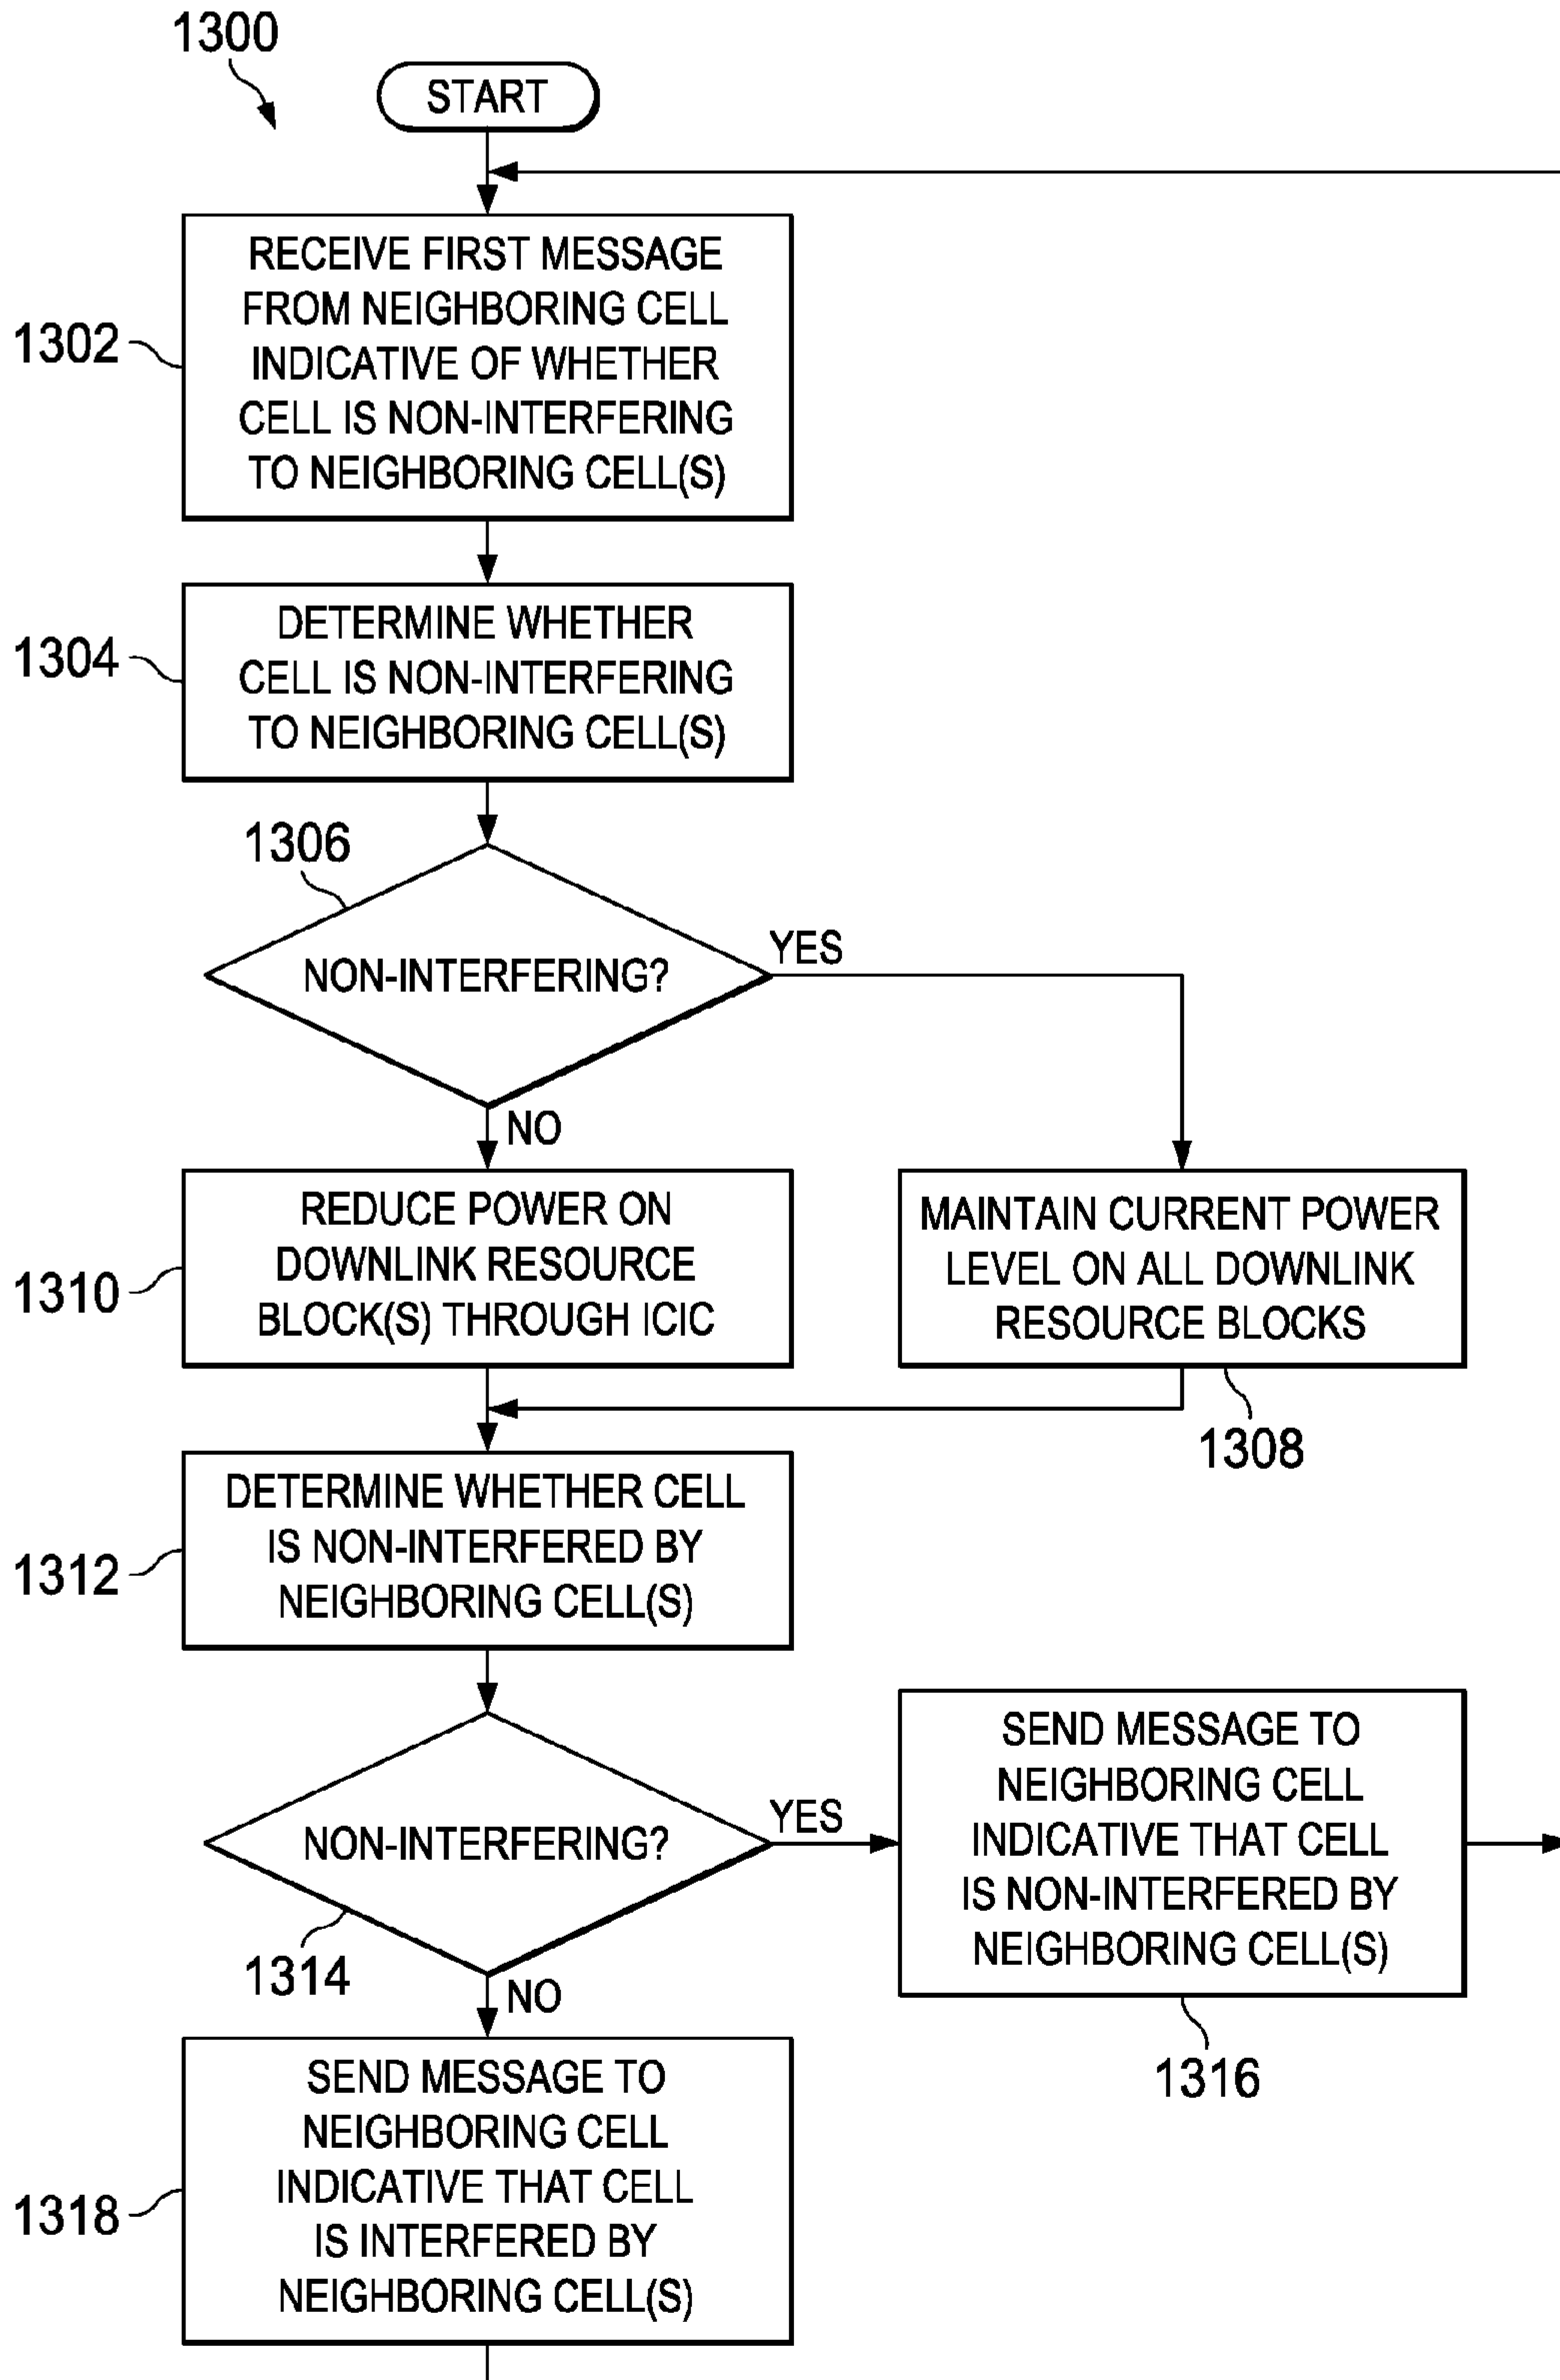 1300
START
RECEIVE FIRST MESSAGE
FROM NEIGHBORING CELL
INDICATIVE OF WHETHER
CELL IS NON-INTERFERING
TO NEIGHBORING CELL(S)
1302
DETERMINE WHETHER
CELL IS NON-INTERFERING
TO NEIGHBORING CELL(S)
1304
1306
NON-INTERFERING?
YES
NO
REDUCE POWER ON
DOWNLINK RESOURCE
BLOCK(S) THROUGH ICIC
1310
MAINTAIN CURRENT POWER
LEVEL ON ALL DOWNLINK
RESOURCE BLOCKS
1308
DETERMINE WHETHER CELL
IS NON-INTERFERED BY
NEIGHBORING CELL(S)
1312
NON-INTERFERING?
YES
1314
NO
SEND MESSAGE TO
NEIGHBORING CELL
INDICATIVE THAT CELL
IS NON-INTERFERED BY
NEIGHBORING CELL(S)
1316
SEND MESSAGE TO
NEIGHBORING CELL
INDICATIVE THAT CELL
IS INTERFERED BY
NEIGHBORING CELL(S)
1318